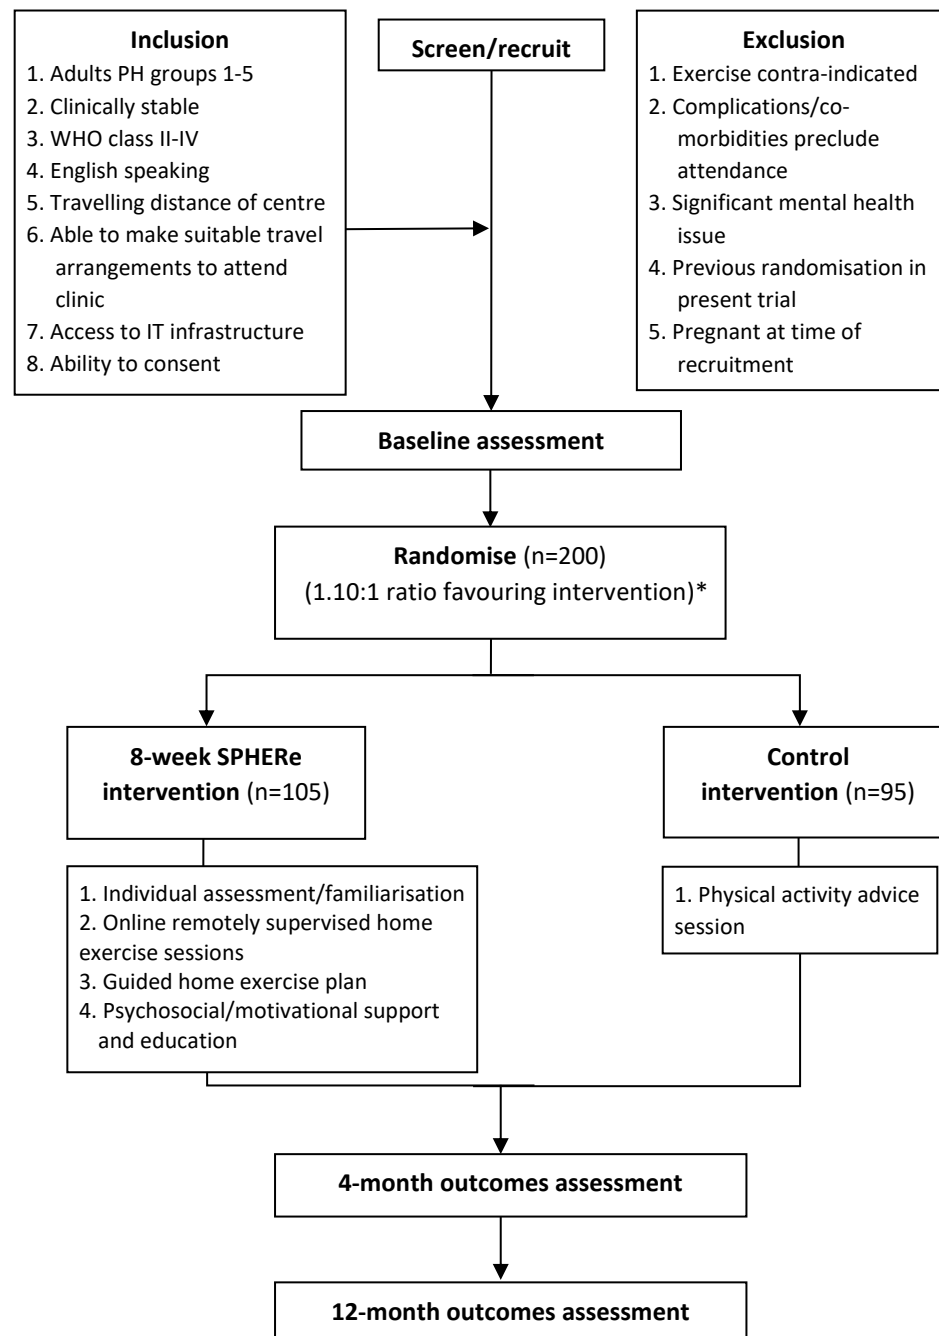 Inclusion
1. Adults PH groups 1-5
2. Clinically stable
3. WHO class II-IV
4. English speaking
5. Travelling distance of centre
6. Able to make suitable travel
arrangements to attend
clinic
7. Access to IT infrastructure
8. Ability to consent
Screen/recruit
Exclusion
1. Exercise contra-indicated
2. Complications/co-
morbidities preclude
attendance
3. Significant mental health
issue
4. Previous randomisation in
present trial
5. Pregnant at time of
recruitment
Baseline assessment
Randomise (n=200)
(1.10:1 ratio favouring intervention)*
8-week SPHERe
intervention (n=105)
Control
intervention (n=95)
1. Individual assessment/familiarisation
2. Online remotely supervised home
exercise sessions
3. Guided home exercise plan
4. Psychosocial/motivational support
and education
1. Physical activity advice
session
4-month outcomes assessment
12-month outcomes assessment